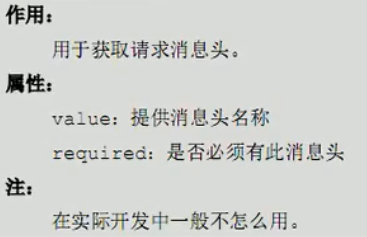 作用：
用于获取请求消息头。
属性：
value：提供消息头名称
required：是否必须有此消息头
注：
在实际开发中一般不怎么用。